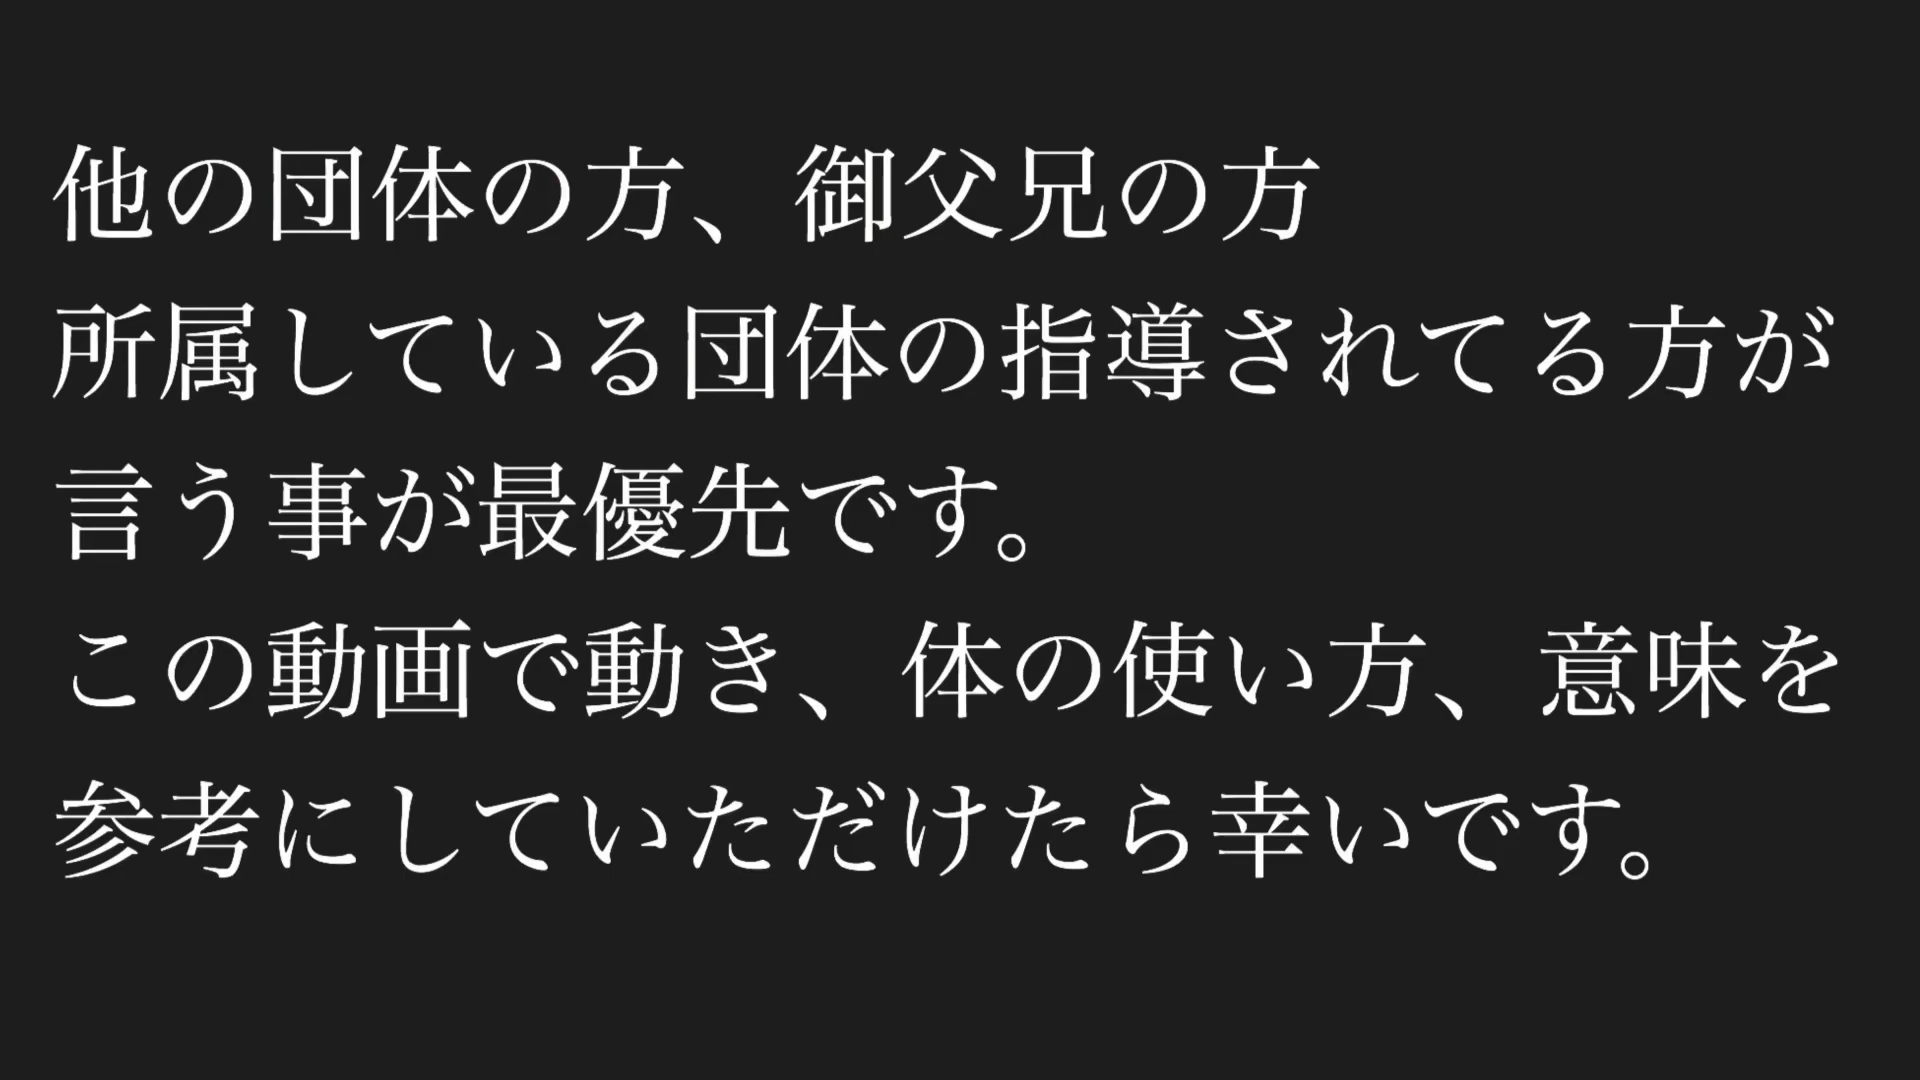 他の団体の方、御父兄の方
所属している団体の指導されてる方が
言う事が最優先です。
この動画で動き、体の使い方、意味を
参考にしていただけたら幸いです。